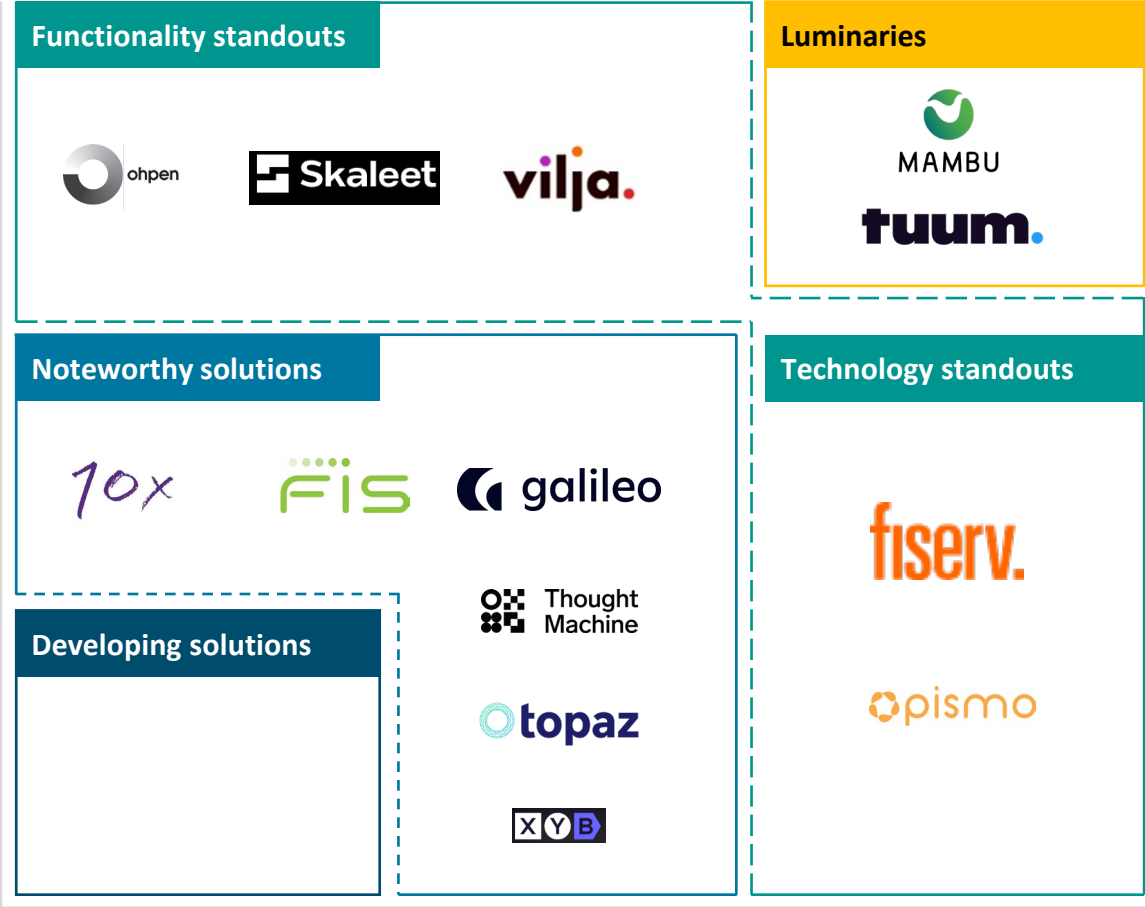 Functionality standouts
Luminaries
ohpen
Skaleet
vilja.
MAMBU
tuum.
Noteworthy solutions
Technology standouts
10x
FIS
galileo
fiserv.
Thought
Machine
Developing solutions
topaz
pismo
XYB